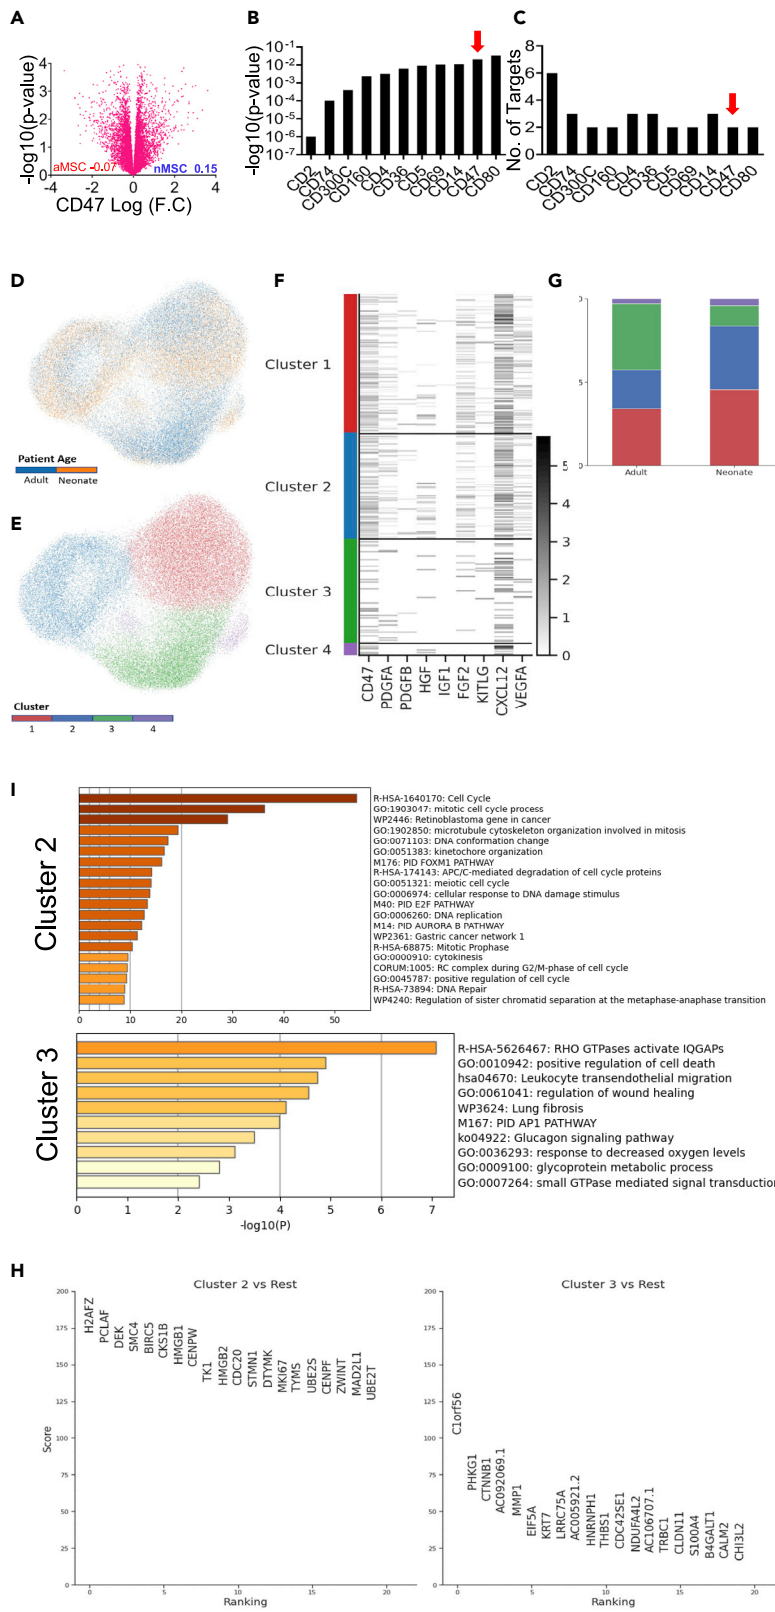 A
B
C
-log10(p-value)
4
3
2
1
0
aMSC -0.07
nMSC 0.15
-4
-2
0
2
4
CD47 Log (F.C)
-log10(p-value)
10-1
10-2
10-3
10-4
10-5
10-6
10-7
CD2
CD74
CD300C
CD160
CD4
CD36
CD5
CD69
CD14
CD47
CD80
No. of Targets
8
6
4
2
0
CD2
CD74
CD300C
CD160
CD4
CD36
CD5
CD69
CD14
CD47
CD80
D
Patient Age
Adult Neonate
E
Cluster
1 2 3 4
F
Cluster 1
Cluster 2
Cluster 3
Cluster 4
CD47
PDGFA
PDGFB
HGF
IGF1
FGF2
KITLG
CXCL12
VEGFA
5
4
3
2
1
0
G
Adult
Neonate
I
Cluster 2
R-HSA-1640170: Cell Cycle
GO:1903047: mitotic cell cycle process
WP2446: Retinoblastoma gene in cancer
GO:1902850: microtubule cytoskeleton organization involved in mitosis
GO:0071103: DNA conformation change
GO:0051383: kinetochore organization
M176: PID FOXM1 PATHWAY
R-HSA-174143: APC/C-mediated degradation of cell cycle proteins
GO:0051321: meiotic cell cycle
GO:0006974: cellular response to DNA damage stimulus
M40: PID E2F PATHWAY
GO:0006260: DNA replication
M14: PID AURORA B PATHWAY
WP2361: Gastric cancer network 1
R-HSA-68875: Mitotic Prophase
GO:0000910: cytokinesis
CORUM:1005: RC complex during G2/M-phase of cell cycle
GO:0045787: positive regulation of cell cycle
R-HSA-73894: DNA Repair
WP4240: Regulation of sister chromatid separation at the metaphase-anaphase transition
0 10 20 30 40 50
Cluster 3
R-HSA-5626467: RHO GTPases activate IQGAPs
GO:0010942: positive regulation of cell death
hsa04670: Leukocyte transendothelial migration
GO:0061041: regulation of wound healing
WP3624: Lung fibrosis
M167: PID AP1 PATHWAY
ko04922: Glucagon signaling pathway
GO:0036293: response to decreased oxygen levels
GO:0009100: glycoprotein metabolic process
GO:0007264: small GTPase mediated signal transduction
0 1 2 3 4 5 6 7
-log10(P)
H
Cluster 2 vs Rest
Score
200
175
150
125
100
75
50
25
0
H2AFZ
PCLAF
DEK
SMC4
BIRC5
CKS1B
HMGB1
CENPW
TK1
HMGB2
CDC20
STMN1
DTYMK
MKI67
TYMS
UBE2S
CENPF
ZWINT
MAD2L1
UBE2T
0 5 10 15 20
Ranking
Cluster 3 vs Rest
200
175
150
125
100
75
50
25
0
C1orf56
PHKG1
CTNNB1
AC092069.1
MMP1
EIF5A
KRT7
LRRC75A
AC005921.2
HNRNPH1
THBS1
CDC42SE1
NDUFA4L2
AC106707.1
TRBC1
CLDN11
S100A4
B4GALT1
CALM2
CHI3L2
0 5 10 15 20
Ranking